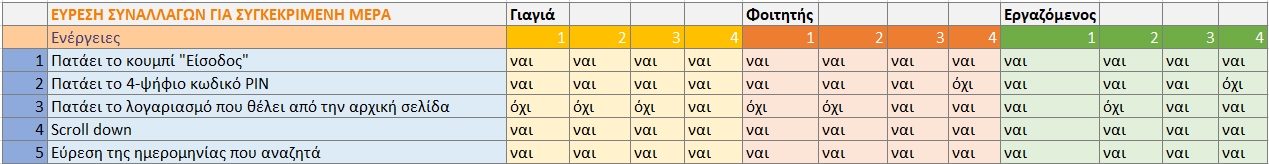 ΕΥΡΕΣΗ ΣΥΝΑΛΛΑΓΩΝ ΓΙΑ ΣΥΓΚΕΚΡΙΜΕΝΗ ΜΕΡΑ Γιαγιά Φοιτητής Εργαζόμενος
Ενέργειες 1 2 3 4 1 2 3 4 1 2 3 4
1 Πατάει το κουμπί "Είσοδος" ναι ναι ναι ναι ναι ναι ναι ναι ναι ναι ναι ναι
2 Πατάει το 4-ψήφιο κωδικό PIN ναι ναι ναι ναι ναι ναι ναι όχι ναι ναι ναι όχι
3 Πατάει το λογαριασμό που θέλει από την αρχική σελίδα όχι όχι όχι ναι όχι όχι ναι ναι ναι όχι ναι ναι
4 Scroll down ναι ναι ναι ναι ναι ναι ναι ναι ναι ναι ναι ναι
5 Εύρεση της ημερομηνίας που αναζητά ναι ναι ναι ναι ναι ναι ναι ναι ναι ναι ναι ναι